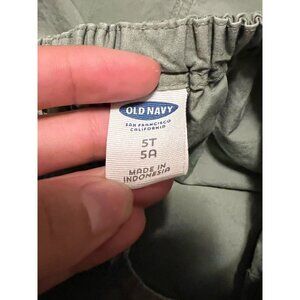 OLD NAVY
SAN FRANCISCO
CALIFORNIA
5T
5A
MADE IN
INDONESIA